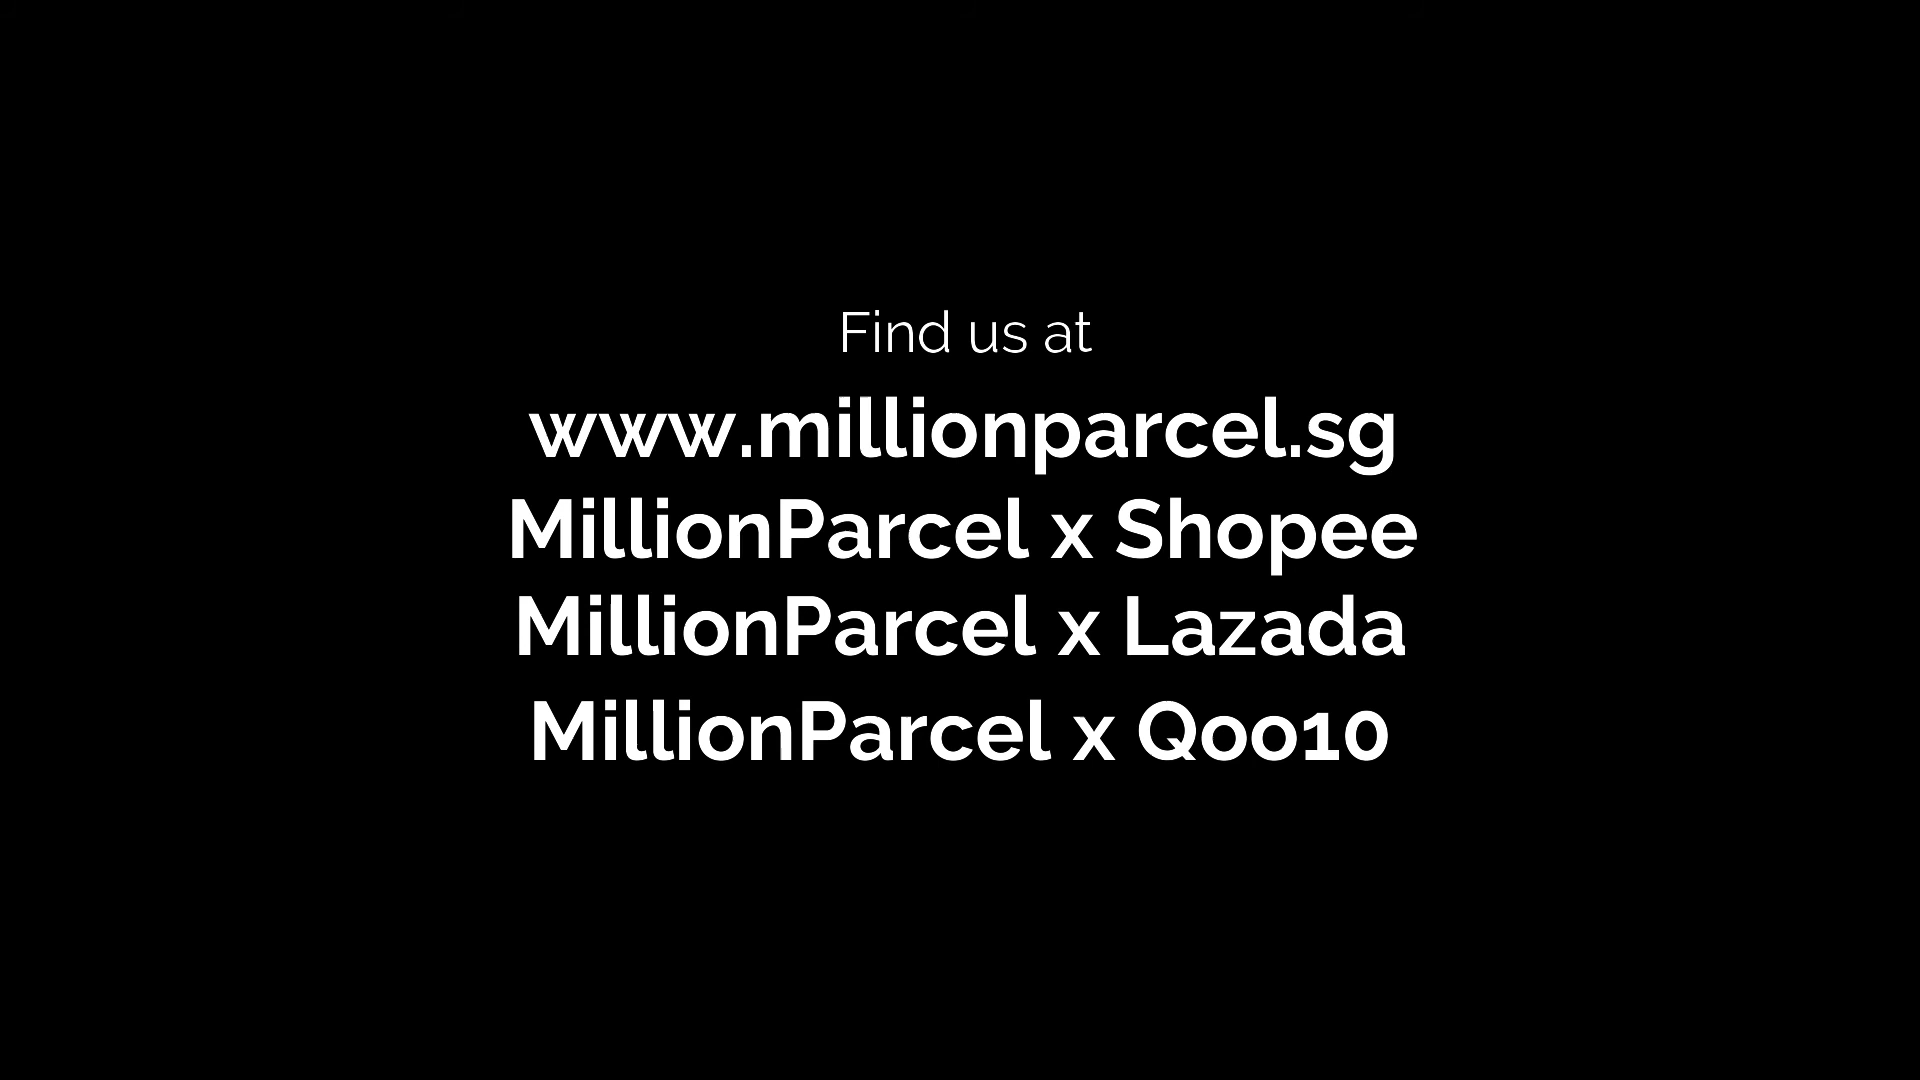 Find us at
www.millionparcel.sg
MillionParcel x Shopee
MillionParcel x Lazada
MillionParcel x Qoo10